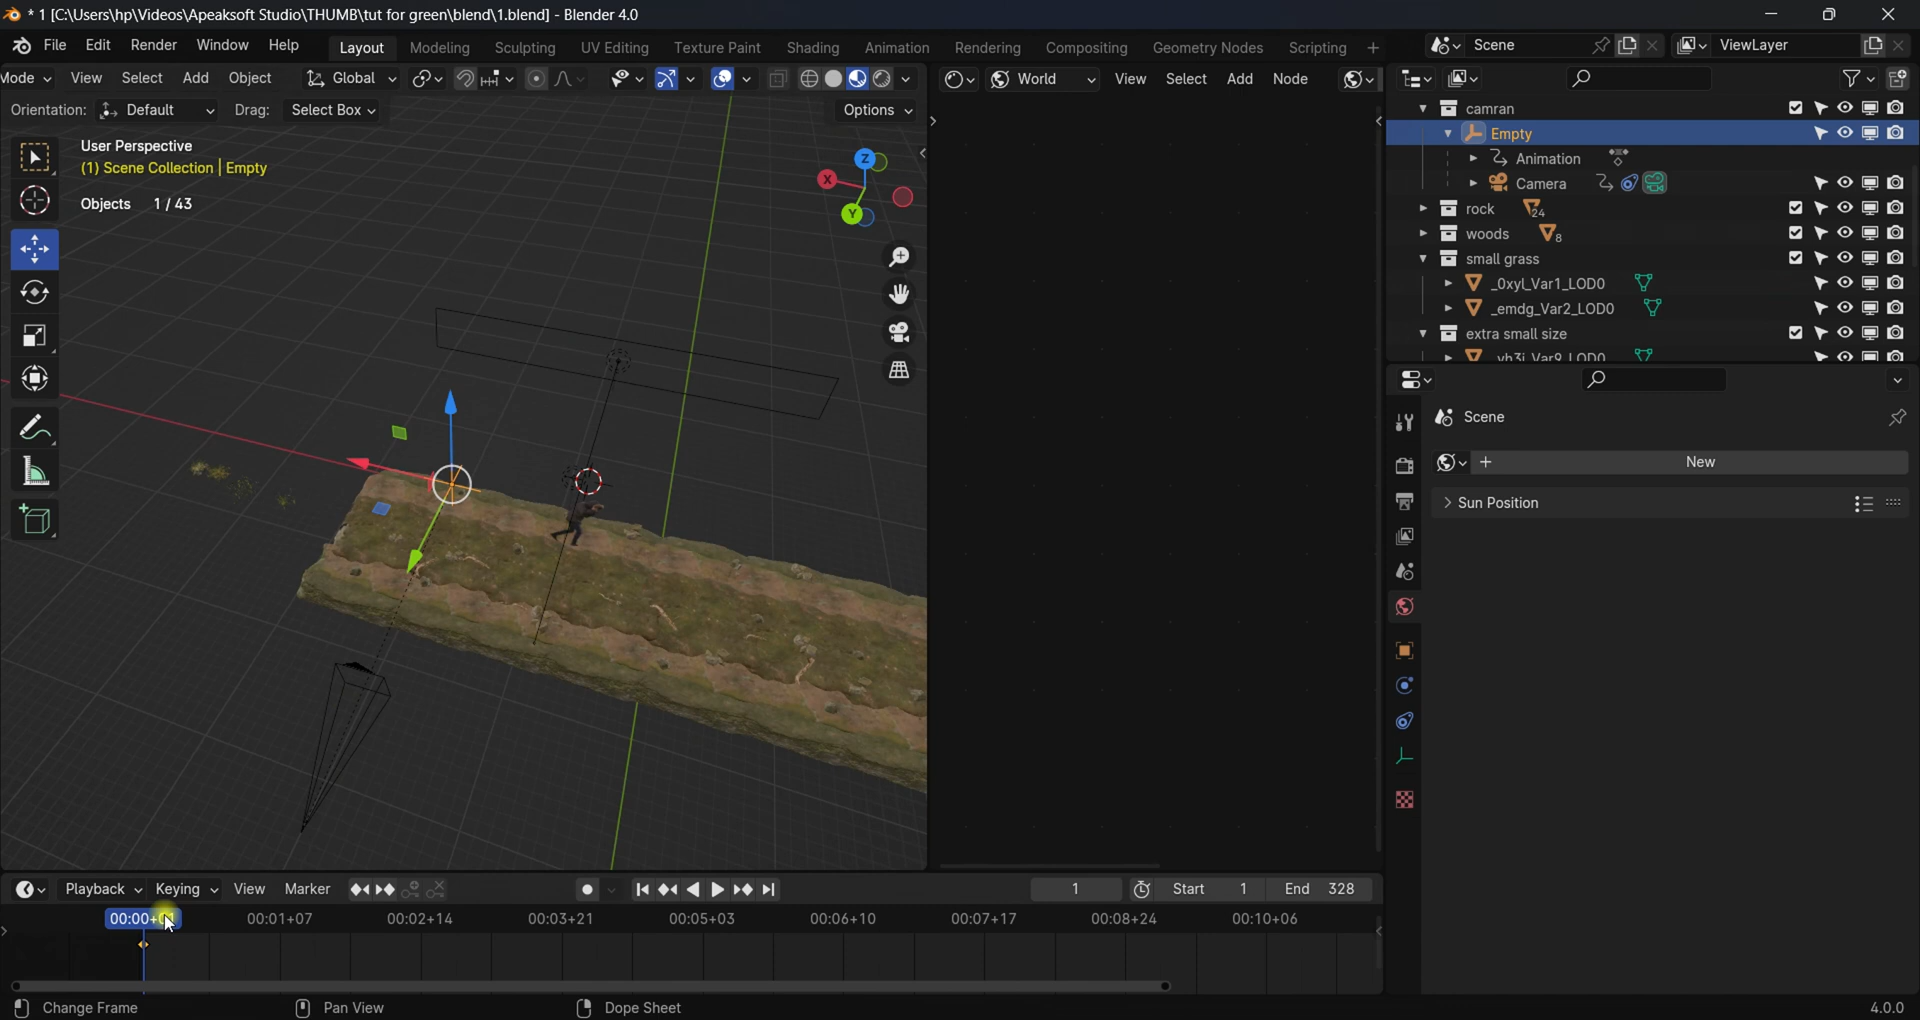 * 1 [C:\Users\hp\Videos\Apeaksoft Studio\THUMB\tut for green\blend\1.blend] - Blender 4.0
File Edit Render Window Help Layout Modeling Sculpting UV Editing Texture Paint Shading Animation Rendering Compositing Geometry Nodes Scripting + Scene ViewLayer
Mode View Select Add Object Global Options World View Select Add Node
Orientation: Default Drag: Select Box
User Perspective
(1) Scene Collection | Empty
Objects 1 / 43
X
Y
Z
camran
Empty
Animation
Camera
rock 24
woods 8
small grass
_0xyl_Var1_LOD0
_emdg_Var2_LOD0
extra small size
Scene
New
Sun Position
Playback Keying View Marker 1 Start 1 End 328
00:01+07 00:02+14 00:03+21 00:05+03 00:06+10 00:07+17 00:08+24 00:10+06
Change Frame Pan View Dope Sheet 4.0.0